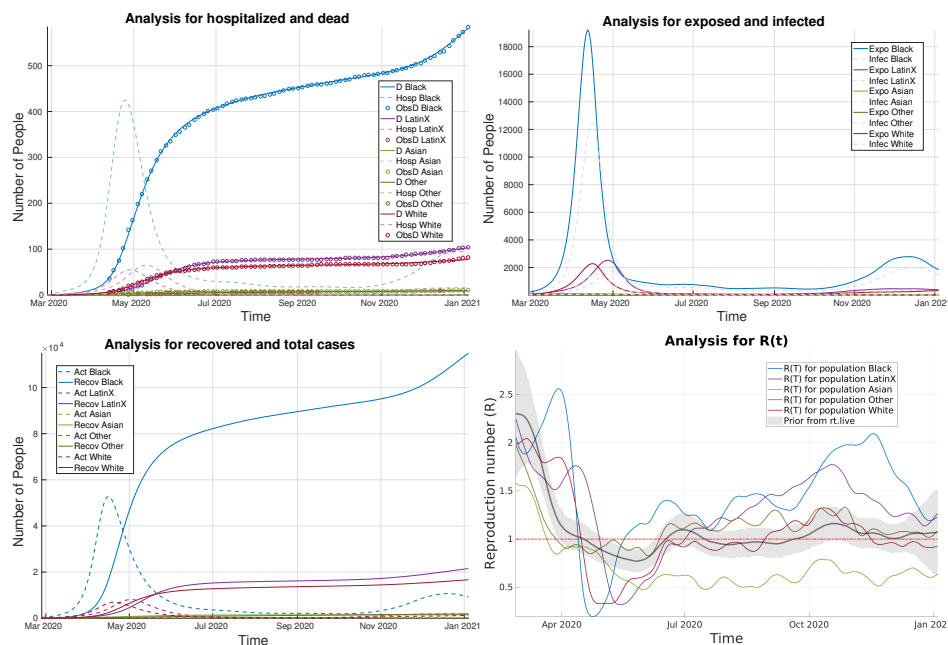 Analysis for hospitalized and dead
Number of People
500
400
300
200
100
0
Mar 2020 May 2020 Jul 2020 Sep 2020 Nov 2020 Jan 2021
Time
D Black
Hosp Black
ObsD Black
D LatinX
Hosp LatinX
ObsD LatinX
D Asian
Hosp Asian
ObsD Asian
D Other
Hosp Other
ObsD Other
D White
Hosp White
ObsD White
Analysis for exposed and infected
Number of People
18000
16000
14000
12000
10000
8000
6000
4000
2000
Mar 2020 May 2020 Jul 2020 Sep 2020 Nov 2020 Jan 202
Time
Expo Black
Infec Black
Expo LatinX
Infec LatinX
Expo Asian
Infec Asian
Expo Other
Infec Other
Expo White
Infec White
Analysis for recovered and total cases
×10⁴
Number of People
10
8
6
4
2
0
Mar 2020 May 2020 Jul 2020 Sep 2020 Nov 2020 Jan 2021
Time
Act Black
Recov Black
Act LatinX
Recov LatinX
Act Asian
Recov Asian
Act Other
Recov Other
Act White
Recov White
Analysis for R(t)
Reproduction number (R)
2.5
2
1.5
1
0.5
Apr 2020 Jul 2020 Oct 2020 Jan 202
Time
R(T) for population Black
R(T) for population LatinX
R(T) for population Asian
R(T) for population Other
R(T) for population White
Prior from rt.live